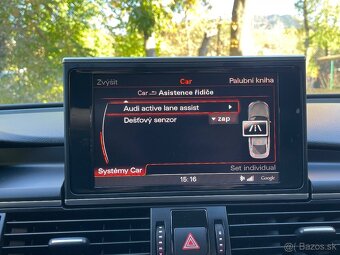 Zvýšit Car Palubní kniha
Car Asistence řidiče
Audi active lane assist
Dešťový senzor zap
Systémy Car Set individual
15:16 Google
Bazos.sk